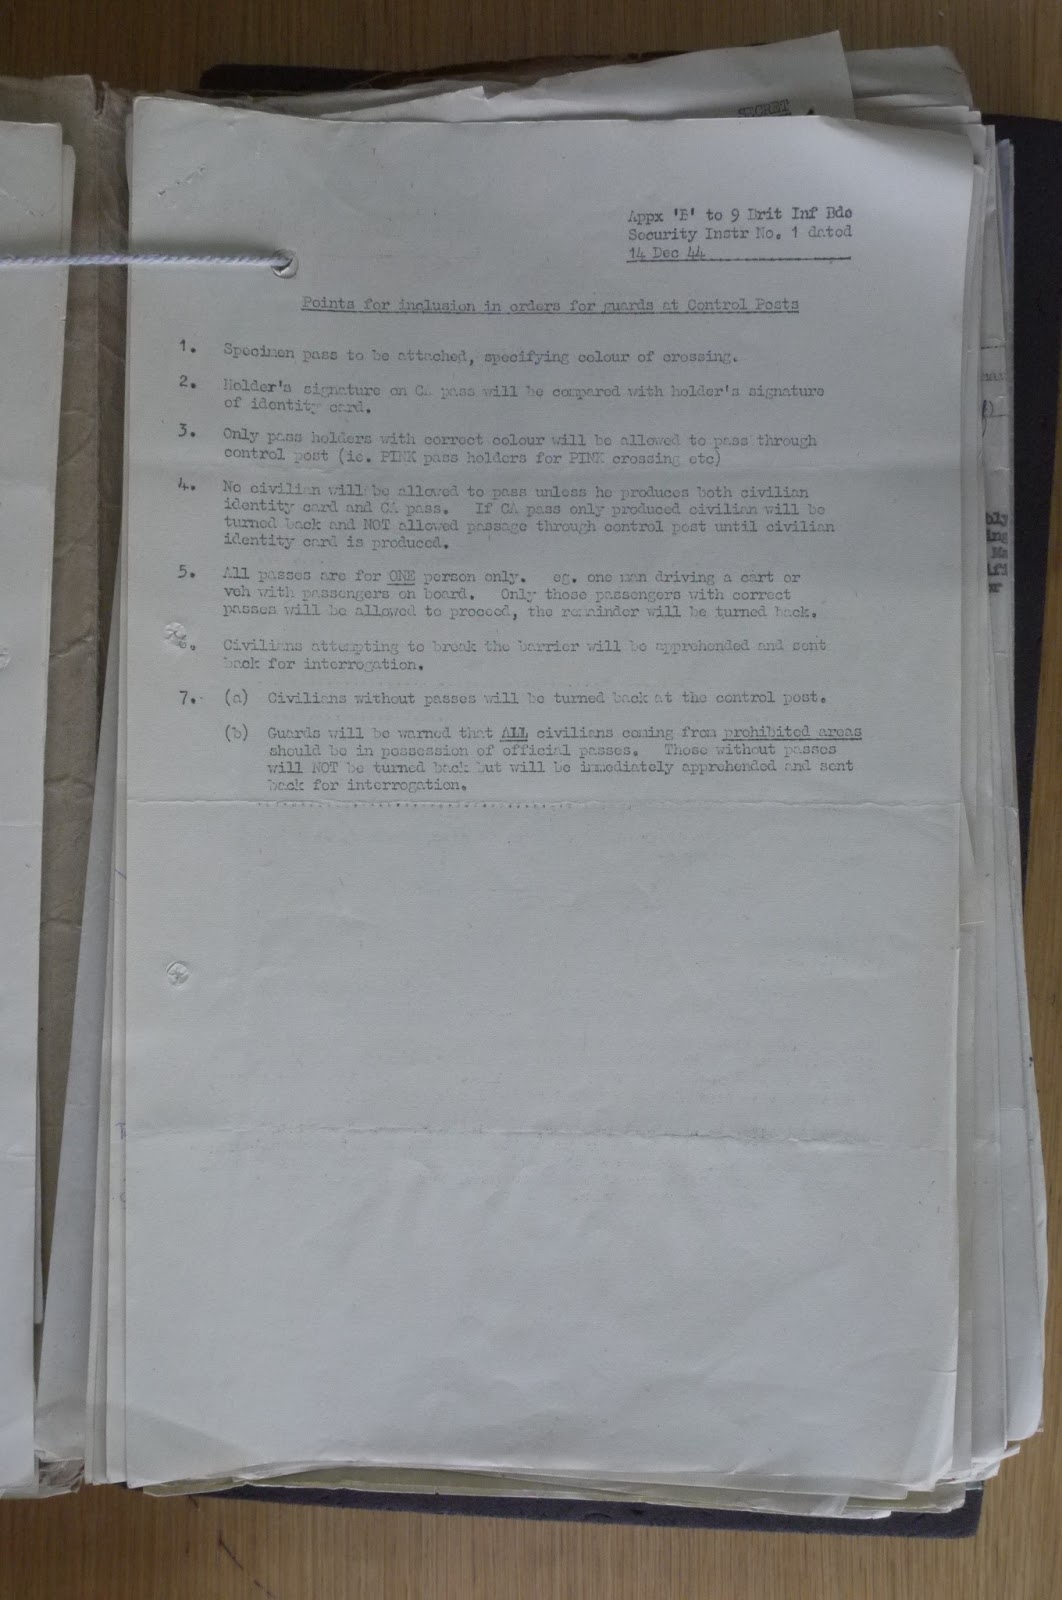 SECRET
Appx 'B' to 9 Brit Inf Bde
Security Instr No. 1 dated
14 Dec 44
Points for inclusion in orders for guards at Control Posts
1. Specimen pass to be attached, specifying colour of crossing.
2. Holder's signature on CA pass will be compared with holder's signature
of identity card.
3. Only pass holders with correct colour will be allowed to pass through
control post (ie. PINK pass holders for PINK crossing etc)
4. No civilian will be allowed to pass unless he produces both civilian
identity card and CA pass. If CA pass only produced civilian will be
turned back and NOT allowed passage through control post until civilian
identity card is produced.
5. All passes are for ONE person only. eg. one man driving a cart or
veh with passengers on board. Only those passengers with correct
passes will be allowed to proceed, the remainder will be turned back.
6. Civilians attempting to break the barrier will be apprehended and sent
back for interrogation.
7. (a) Civilians without passes will be turned back at the control post.
(b) Guards will be warned that ALL civilians coming from prohibited areas
should be in possession of official passes. Those without passes
will NOT be turned back but will be immediately apprehended and sent
back for interrogation.